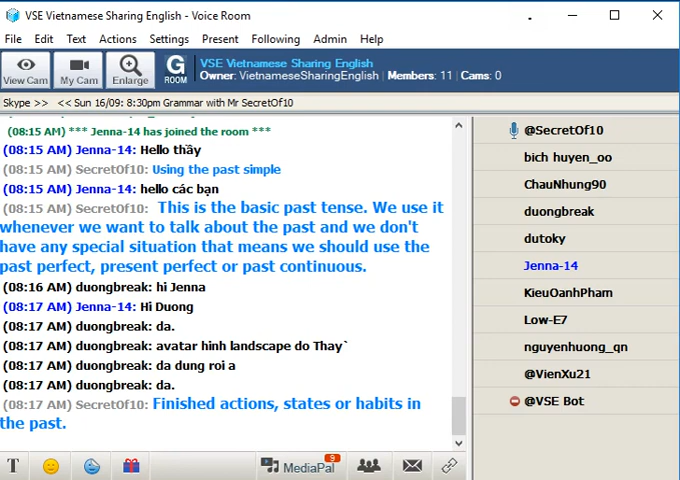 VSE Vietnamese Sharing English - Voice Room
File Edit Text Actions Settings Present Following Admin Help
View Cam My Cam Enlarge
G ROOM
VSE Vietnamese Sharing English
Owner: VietnameseSharingEnglish Members: 11 Cams: 0
Skype >> << Sun 16/09: 8:30pm Grammar with Mr SecretOf10
(08:15 AM) *** Jenna-14 has joined the room ***
(08:15 AM) Jenna-14: Hello thầy
(08:15 AM) SecretOf10: Using the past simple
(08:15 AM) Jenna-14: hello các bạn
(08:15 AM) SecretOf10: This is the basic past tense. We use it
whenever we want to talk about the past and we don't
have any special situation that means we should use the
past perfect, present perfect or past continuous.
(08:16 AM) duongbreak: hi Jenna
(08:17 AM) Jenna-14: Hi Duong
(08:17 AM) duongbreak: da.
(08:17 AM) duongbreak: avatar hinh landscape do Thay`
(08:17 AM) duongbreak: da dung roi a
(08:17 AM) duongbreak: da.
(08:17 AM) SecretOf10: Finished actions, states or habits in
the past.
@SecretOf10
bich huyen_oo
ChauNhung90
duongbreak
dutoky
Jenna-14
KieuOanhPham
Low-E7
nguyenhuong_qn
@VienXu21
@VSE Bot
T
MediaPal 9